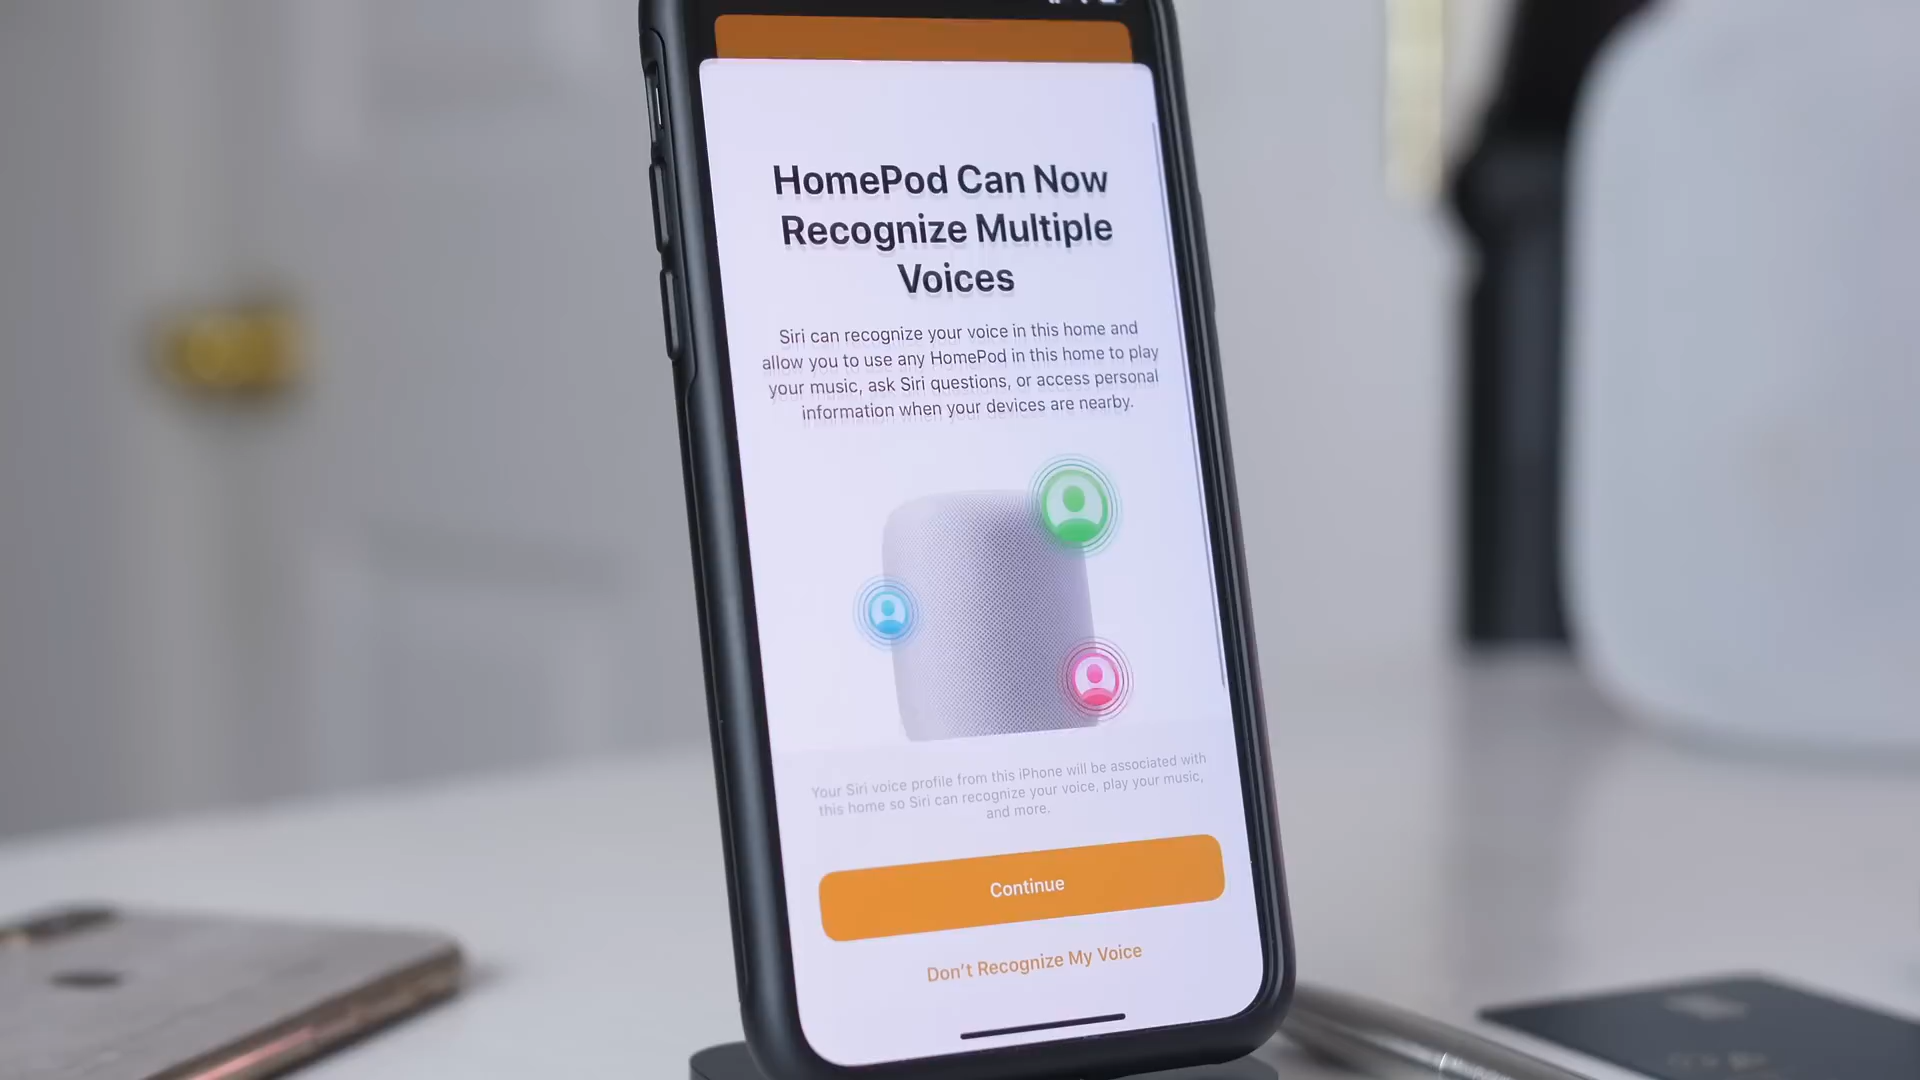 HomePod Can Now
Recognize Multiple
Voices
Siri can recognize your voice in this home and
allow you to use any HomePod in this home to play
your music, ask Siri questions, or access personal
information when your devices are nearby.
Your Siri voice profile from this iPhone will be associated with
this home so Siri can recognize your voice, play your music,
and more.
Continue
Don’t Recognize My Voice